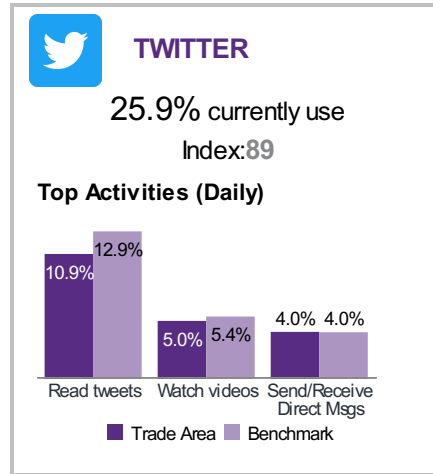 TWITTER
25.9% currently use
Index:89
Top Activities (Daily)
10.9% 12.9%
5.0% 5.4%
4.0% 4.0%
Read tweets Watch videos Send/Receive
Direct Msgs
Trade Area Benchmark